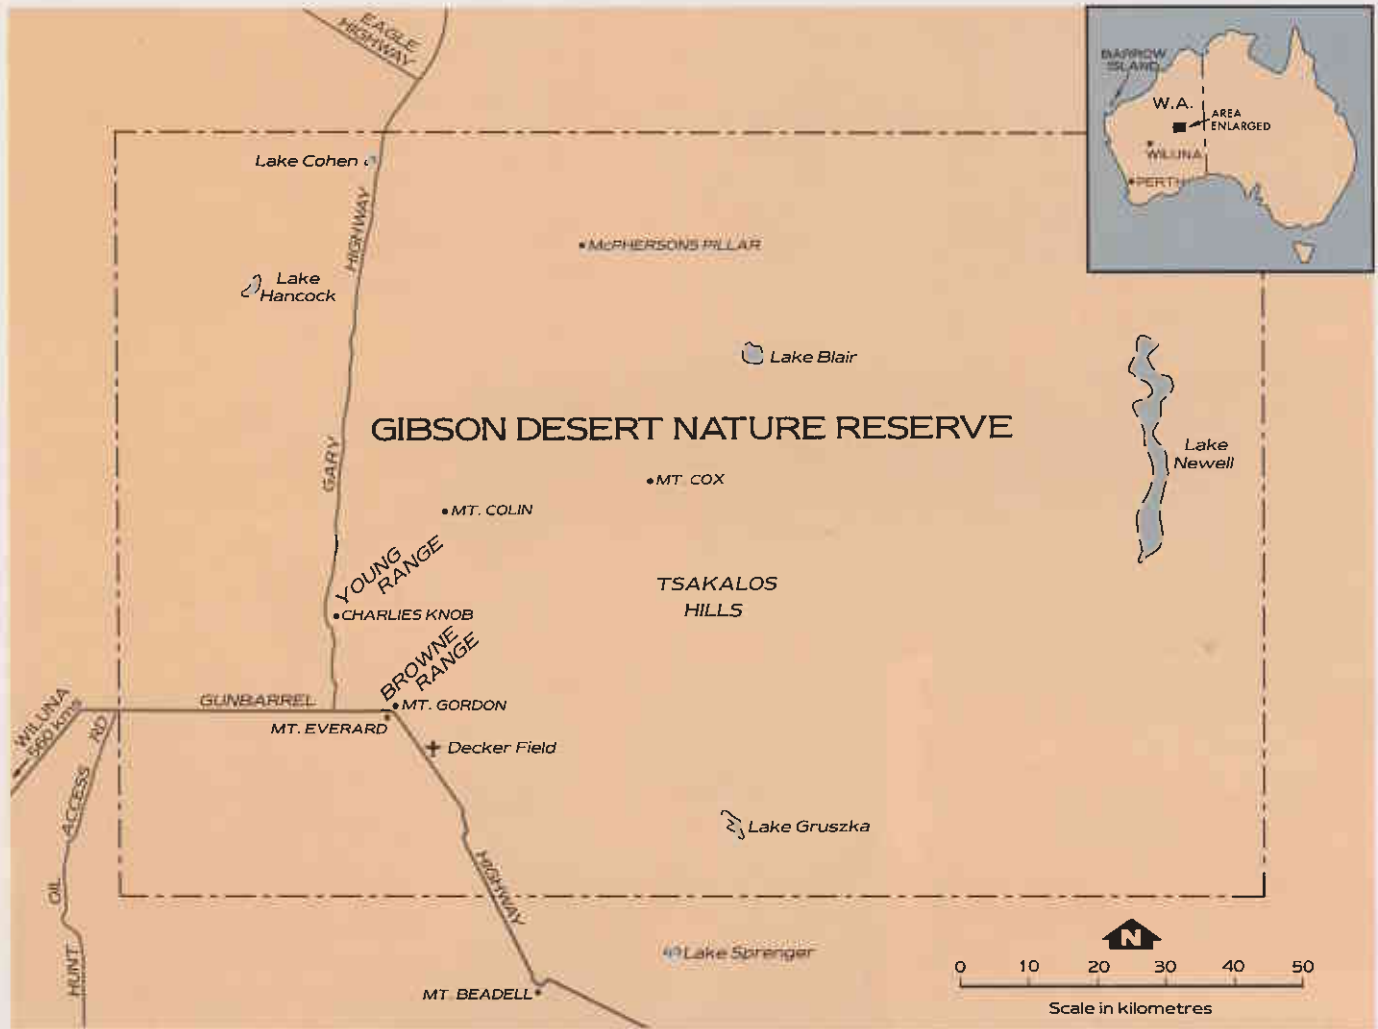 EAGLE
HIGHWAY
BARROW
ISLAND
W.A.
AREA
ENLARGED
WILUNA
PERTH
Lake Cohen
HIGHWAY
McPHERSONS PILLAR
Lake
Hancock
Lake Blair
GIBSON DESERT NATURE RESERVE
GARY
Lake
Newell
MT. COX
MT. COLIN
YOUNG
RANGE
TSAKALOS
HILLS
CHARLIES KNOB
BROWNE
RANGE
GUNBARREL
MT. GORDON
WILUNA
560 kms
MT. EVERARD
Decker Field
HUNT OIL ACCESS RD
Lake Gruszka
HIGHWAY
N
Lake Sprenger
0 10 20 30 40 50
MT. BEADELL
Scale in kilometres